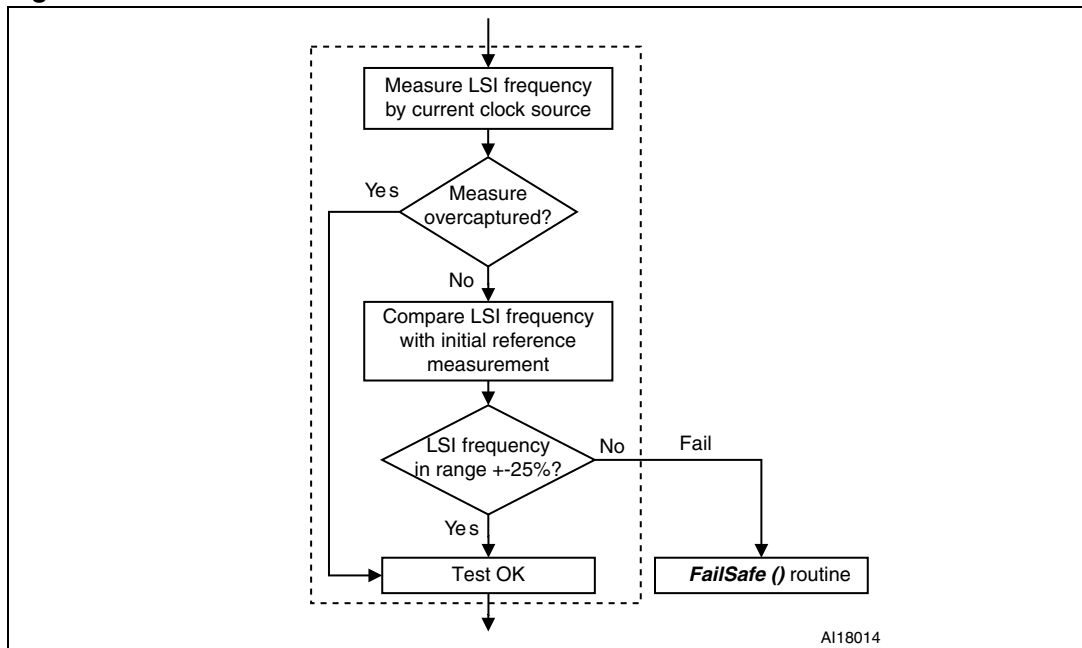 Measure LSI frequency
by current clock source
Yes
Measure
overcaptured?
No
Compare LSI frequency
with initial reference
measurement
LSI frequency
in range +-25%?
No
Fail
Yes
Test OK
FailSafe () routine
AI18014